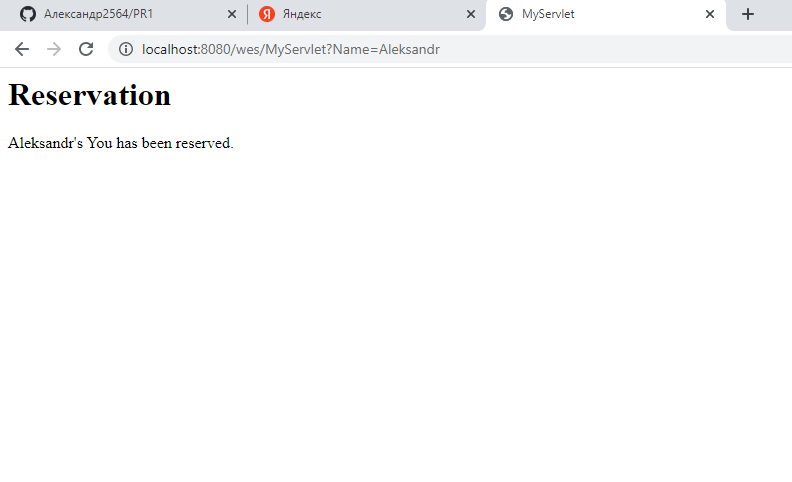 Александр2564/PR1
Яндекс
MyServlet
localhost:8080/wes/MyServlet?Name=Aleksandr
Reservation
Aleksandr's You has been reserved.